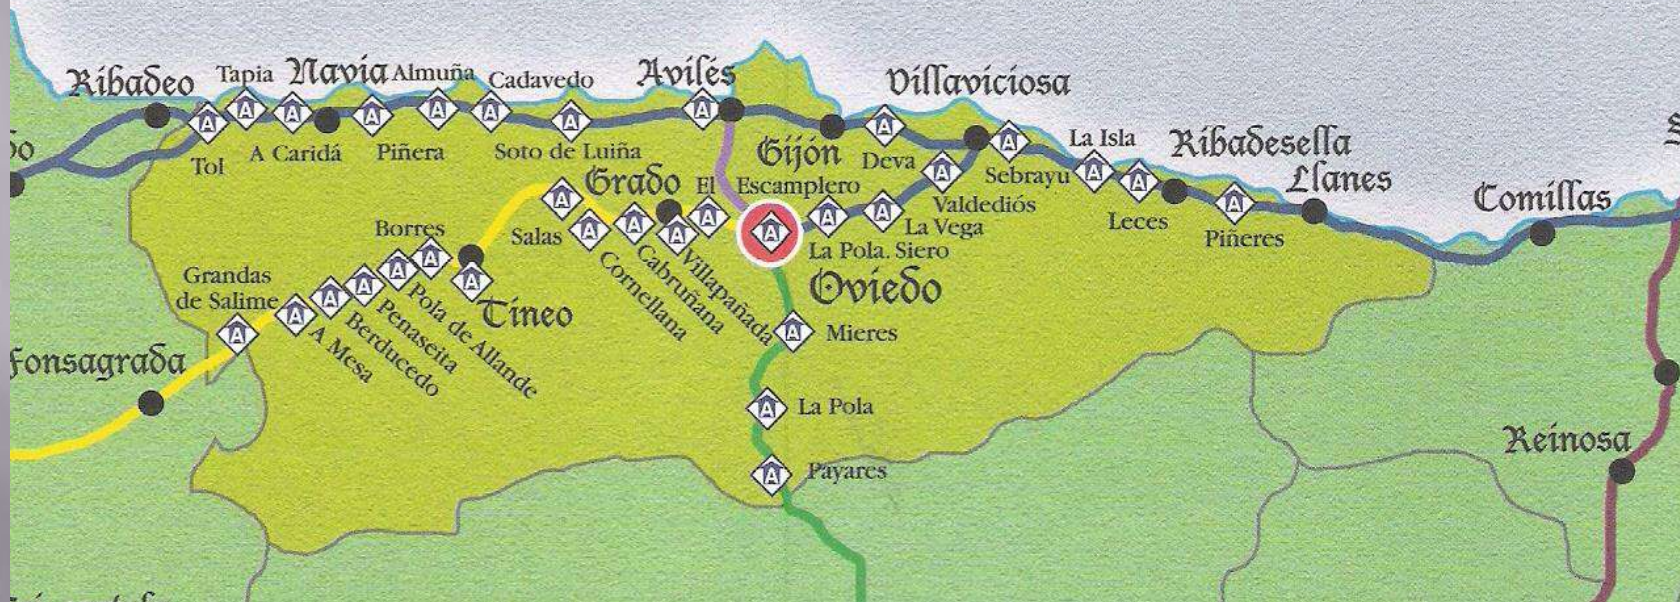 Ribadeo
Tapia
Navia
Almuña
Cadavedo
Avilés
Villaviciosa
Tol
A Caridá
Piñera
Soto de Luiña
Gijón
Deva
Sebrayu
La Isla
Ribadesella
Llanes
Comillas
Grado
El Escamplero
Valdediós
La Vega
Leces
Piñeres
Salas
Borres
La Pola. Siero
Oviedo
Grandas
de Salime
Tineo
Cornellana
Cabruñana
Villapañada
Pola de Allande
Penaseita
Berducedo
A Mesa
Mieres
Fonsagrada
La Pola
Payares
Reinosa
A